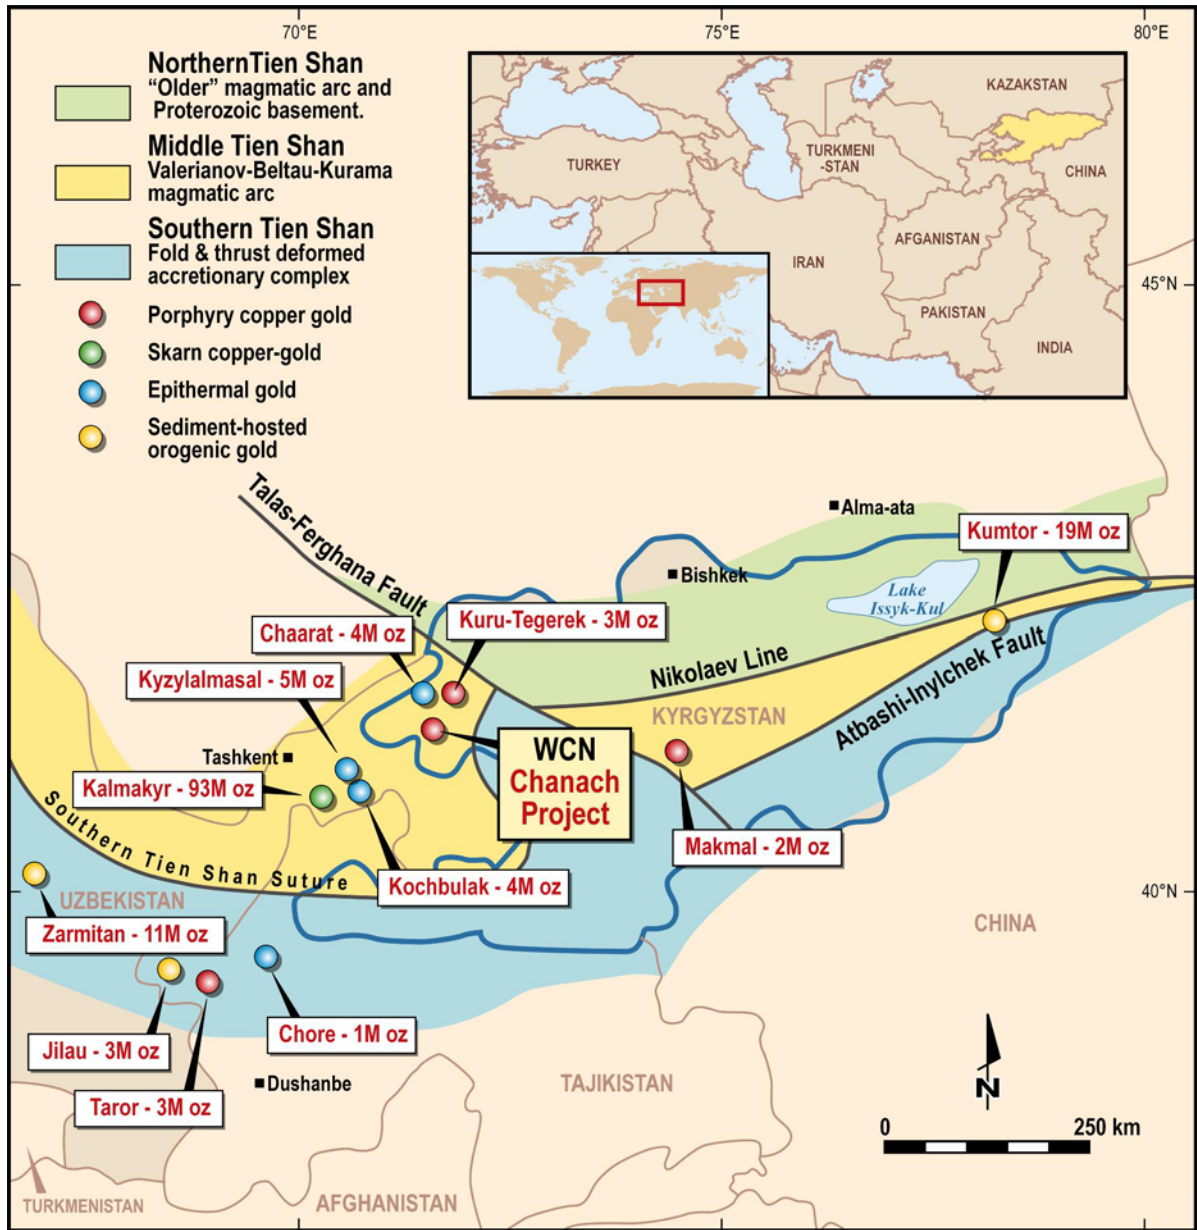 70°E
75°E
80°E
NorthernTien Shan
“Older” magmatic arc and
Proterozoic basement.
Middle Tien Shan
Valerianov-Beltau-Kurama
magmatic arc
Southern Tien Shan
Fold & thrust deformed
accretionary complex
Porphyry copper gold
Skarn copper-gold
Epithermal gold
Sediment-hosted
orogenic gold
KAZAKSTAN
TURKEY
TURKMENI
-STAN
CHINA
AFGANISTAN
IRAN
PAKISTAN
INDIA
45°N
Talas-Ferghana Fault
Alma-ata
Kumtor - 19M oz
Bishkek
Lake
Issyk-Kul
Chaarat - 4M oz
Kuru-Tegerek - 3M oz
Nikolaev Line
Atbashi-Inylchek Fault
Kyzylalmasal - 5M oz
KYRGYZSTAN
Tashkent
WCN
Chanach
Project
Kalmakyr - 93M oz
Southern Tien Shan Suture
Makmal - 2M oz
Kochbulak - 4M oz
40°N
UZBEKISTAN
Zarmitan - 11M oz
CHINA
Chore - 1M oz
Jilau - 3M oz
Dushanbe
TAJIKISTAN
Taror - 3M oz
N
0
250 km
TURKMENISTAN
AFGHANISTAN